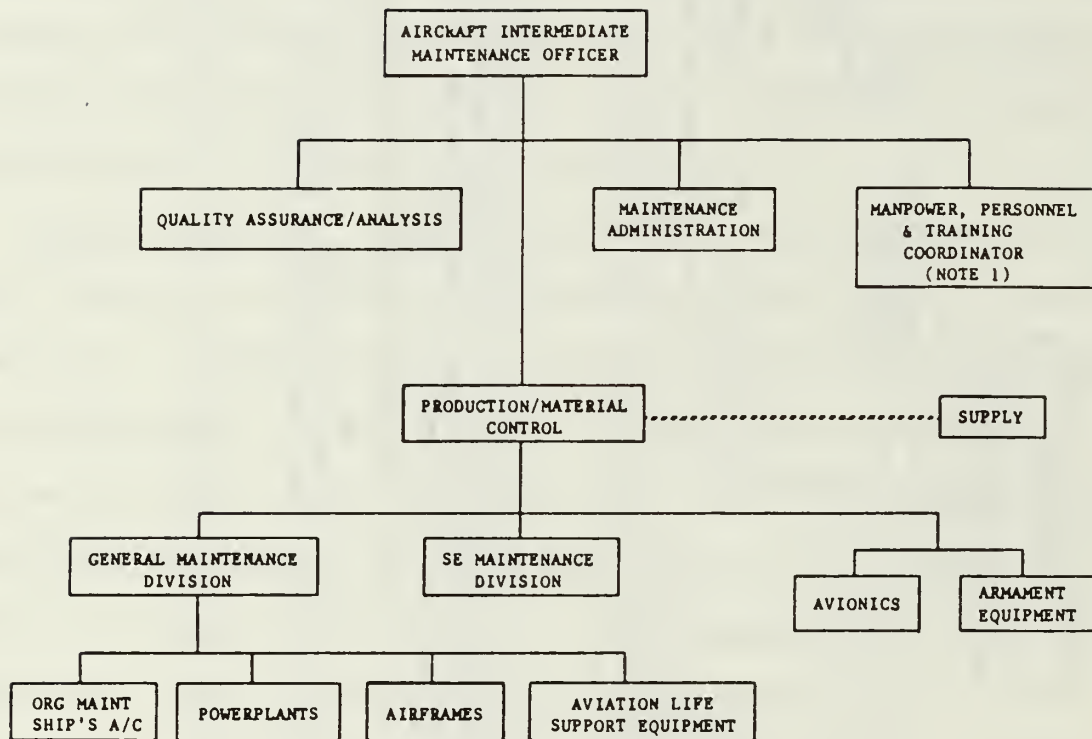 AIRCRAFT INTERMEDIATE
MAINTENANCE OFFICER
QUALITY ASSURANCE/ANALYSIS
MAINTENANCE
ADMINISTRATION
MANPOWER, PERSONNEL
& TRAINING
COORDINATOR
(NOTE 1)
PRODUCTION/MATERIAL
CONTROL
SUPPLY
GENERAL MAINTENANCE
DIVISION
SE MAINTENANCE
DIVISION
AVIONICS
ARMAMENT
EQUIPMENT
ORG MAINT
SHIP'S A/C
POWERPLANTS
AIRFRAMES
AVIATION LIFE
SUPPORT EQUIPMENT